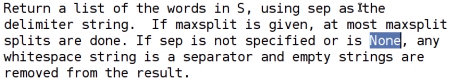 Return a list of the words in S, using sep as the
delimiter string.  If maxsplit is given, at most maxsplit
splits are done. If sep is not specified or is None, any
whitespace string is a separator and empty strings are
removed from the result.